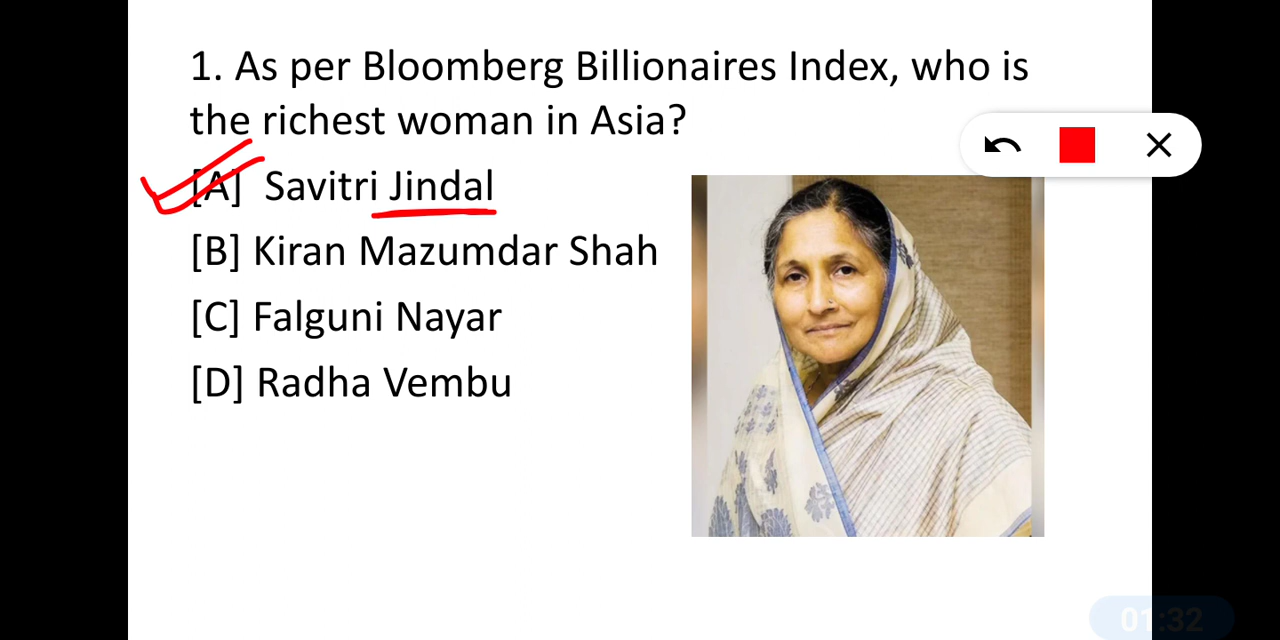 1. As per Bloomberg Billionaires Index, who is
the richest woman in Asia?
[A] Savitri Jindal
[B] Kiran Mazumdar Shah
[C] Falguni Nayar
[D] Radha Vembu
01:32